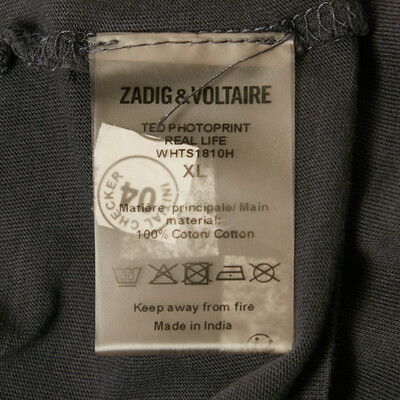 ZADIG & VOLTAIRE
TED PHOTOPRINT
REAL LIFE
WHTS1810H
XL
INITIAL CHECKER
04
Matière principale/ Main
material:
100% Coton/ Cotton
Keep away from fire
Made in India